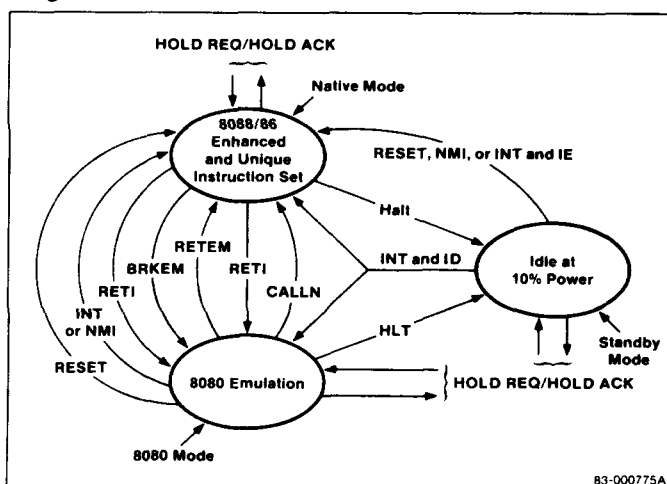 HOLD REQ/HOLD ACK
Native Mode
8088/86
Enhanced
and Unique
Instruction Set
RESET, NMI, or INT and IE
Halt
RETEM
BRKEM
RETI
INT and ID
Idle at
10% Power
RETI
CALLN
INT
or NMI
HLT
RESET
Standby
Mode
8080 Emulation
HOLD REQ/HOLD ACK
8080 Mode
83-000775A